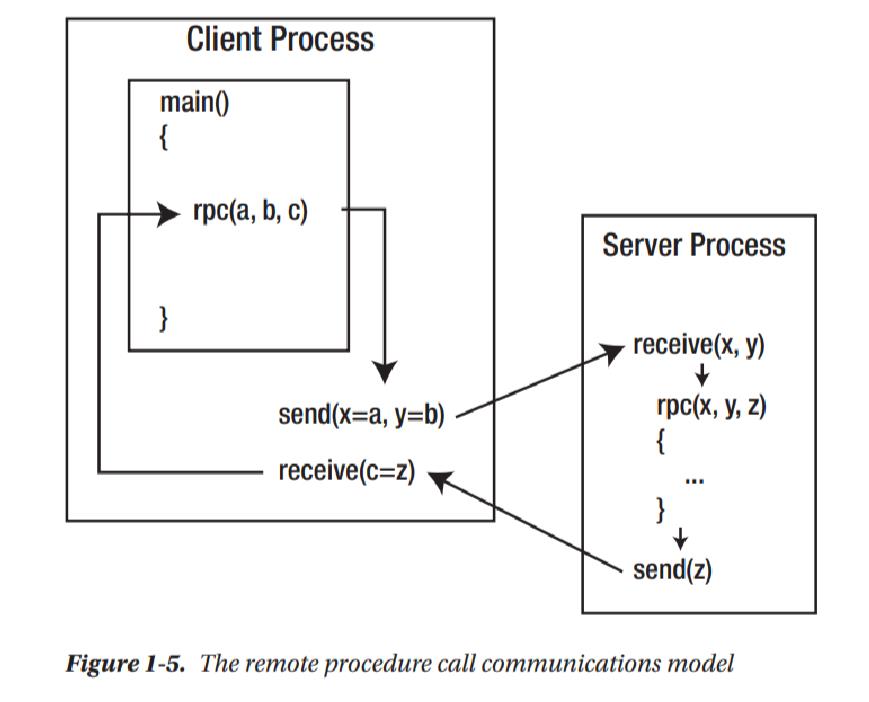 Client Process
main()
{
rpc(a, b, c)
}
send(x=a, y=b)
receive(c=z)
Server Process
receive(x, y)
rpc(x, y, z)
{
...
}
send(z)
Figure 1-5. The remote procedure call communications model